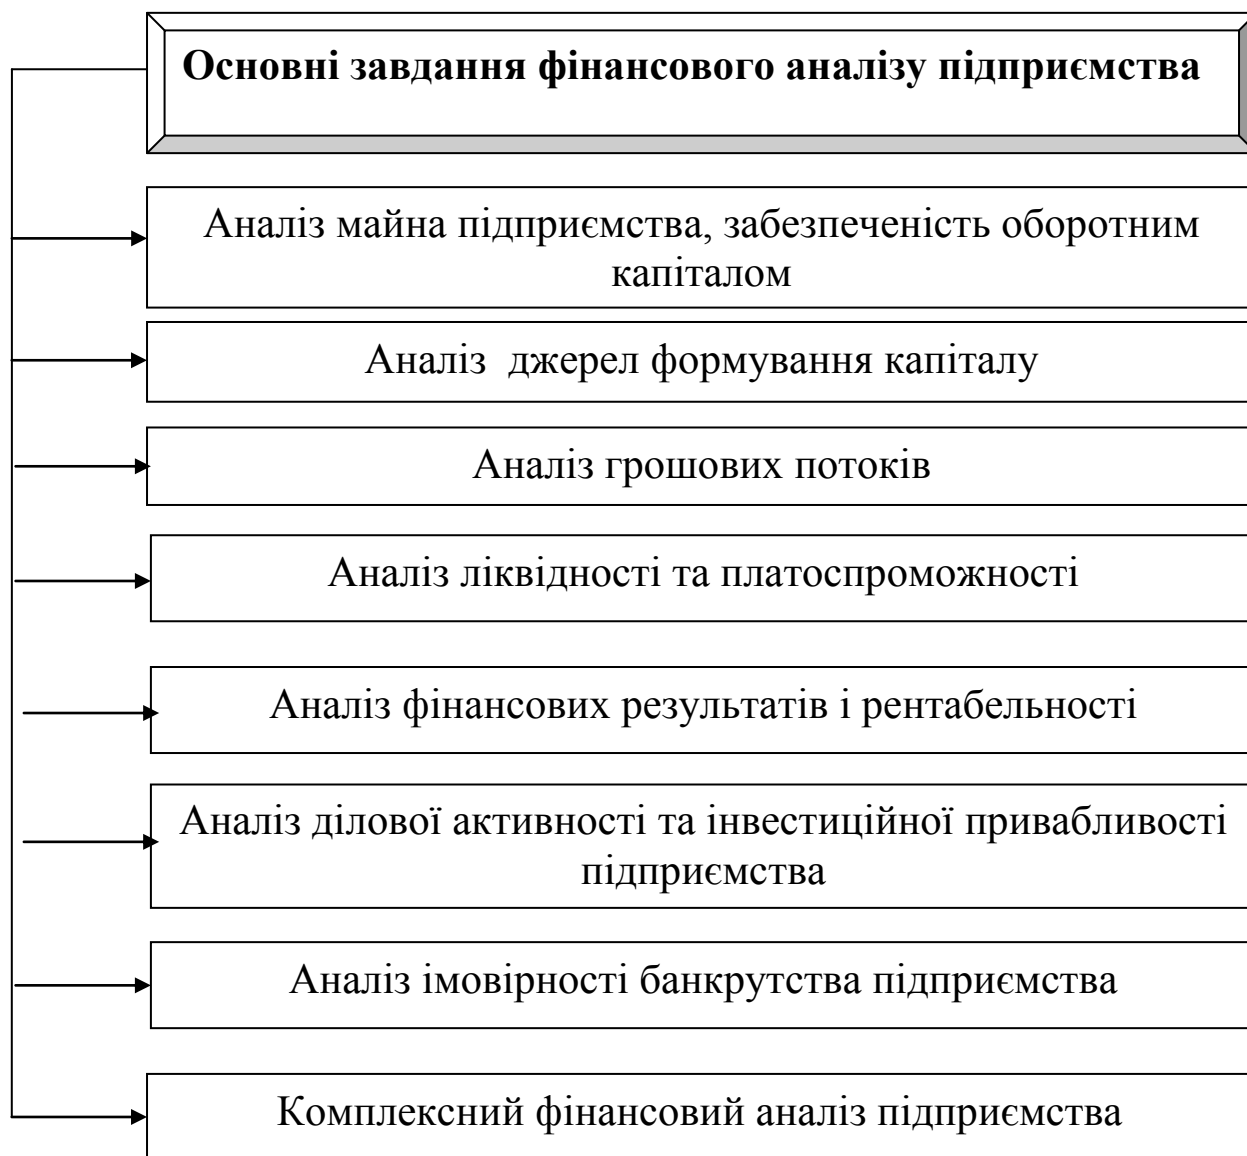 Основні завдання фінансового аналізу підприємства
Аналіз майна підприємства, забезпеченість оборотним
капіталом
Аналіз джерел формування капіталу
Аналіз грошових потоків
Аналіз ліквідності та платоспроможності
Аналіз фінансових результатів і рентабельності
Аналіз ділової активності та інвестиційної привабливості
підприємства
Аналіз імовірності банкрутства підприємства
Комплексний фінансовий аналіз підприємства